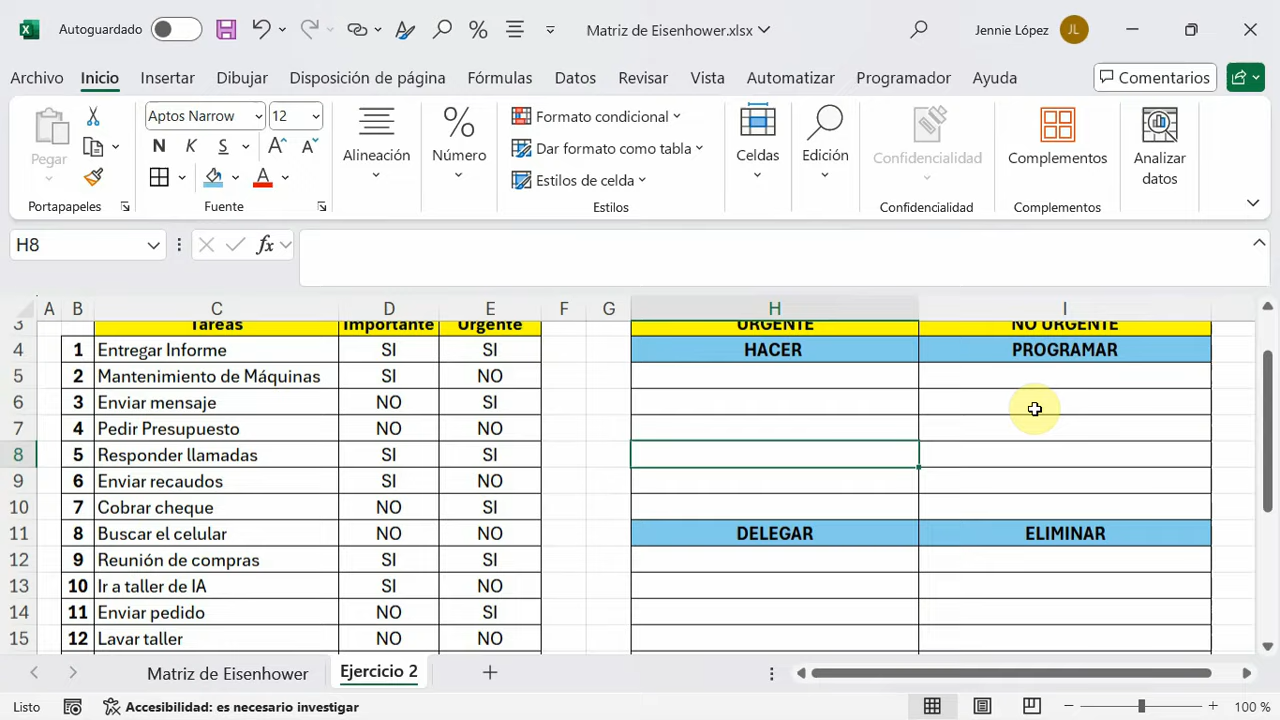 Autoguardado Matriz de Eisenhower.xlsx Jennie López JL
Archivo Inicio Insertar Dibujar Disposición de página Fórmulas Datos Revisar Vista Automatizar Programador Ayuda Comentarios
Pegar
Portapapeles
Aptos Narrow 12
N K S A A
A
Fuente
Alineación
%
Número
Formato condicional
Dar formato como tabla
Estilos de celda
Estilos
Celdas
Edición
Confidencialidad
Confidencialidad
Complementos
Complementos
Analizar
datos
H8 fx
A B C D E F G H I
3 Tareas Importante Urgente URGENTE NO URGENTE
4 1 Entregar Informe SI SI HACER PROGRAMAR
5 2 Mantenimiento de Máquinas SI NO
6 3 Enviar mensaje NO SI
7 4 Pedir Presupuesto NO NO
8 5 Responder llamadas SI SI
9 6 Enviar recaudos SI NO
10 7 Cobrar cheque NO SI
11 8 Buscar el celular NO NO DELEGAR ELIMINAR
12 9 Reunión de compras SI SI
13 10 Ir a taller de IA SI NO
14 11 Enviar pedido NO SI
15 12 Lavar taller NO NO
Matriz de Eisenhower Ejercicio 2
Listo Accesibilidad: es necesario investigar 100 %